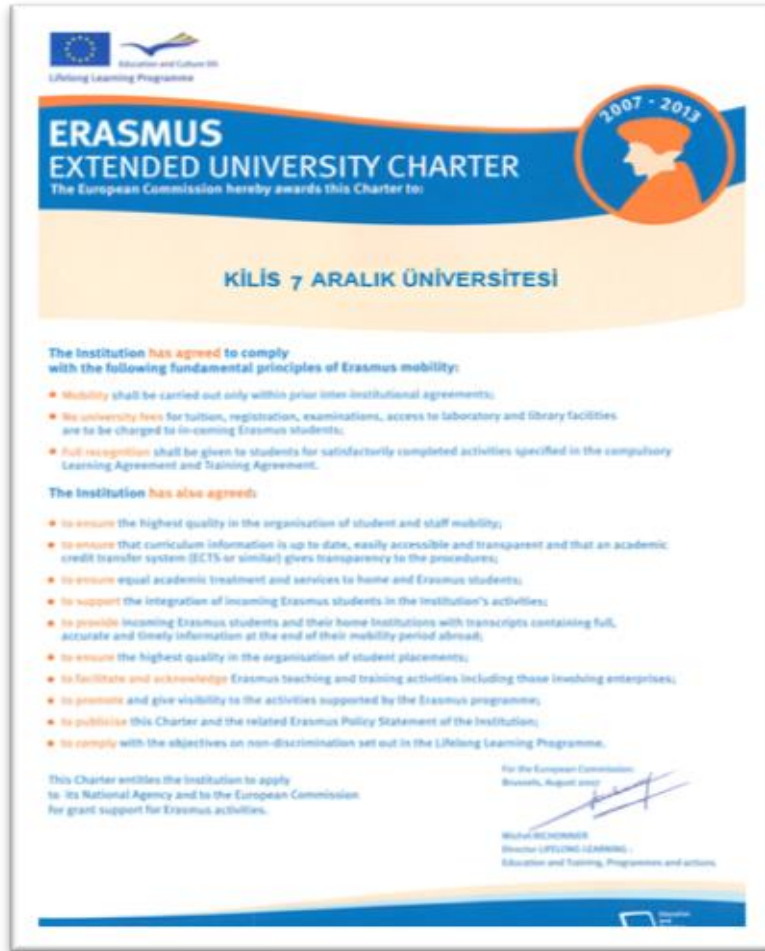 Education and Culture DG
Lifelong Learning Programme
2007 - 2013
ERASMUS
EXTENDED UNIVERSITY CHARTER
The European Commission hereby awards this Charter to:
KİLİS 7 ARALIK ÜNİVERSİTESİ
The Institution has agreed to comply
with the following fundamental principles of Erasmus mobility:
• Mobility shall be carried out only within prior inter-institutional agreements;
• No university fees for tuition, registration, examinations, access to laboratory and library facilities
are to be charged to in-coming Erasmus students;
• Full recognition shall be given to students for satisfactorily completed activities specified in the compulsory
Learning Agreement and Training Agreement.
The Institution has also agreed:
• to ensure the highest quality in the organisation of student and staff mobility;
• to ensure that curriculum information is up to date, easily accessible and transparent and that an academic
credit transfer system (ECTS or similar) gives transparency to the procedures;
• to ensure equal academic treatment and services to home and Erasmus students;
• to support the integration of incoming Erasmus students in the Institution's activities;
• to provide incoming Erasmus students and their home Institutions with transcripts containing full,
accurate and timely information at the end of their mobility period abroad;
• to ensure the highest quality in the organisation of student placements;
• to facilitate and acknowledge Erasmus teaching and training activities including those involving enterprises;
• to promote and give visibility to the activities supported by the Erasmus programme;
• to publicise this Charter and the related Erasmus Policy Statement of the Institution;
• to comply with the objectives on non-discrimination set out in the Lifelong Learning Programme.
This Charter entitles the Institution to apply
to its National Agency and to the European Commission
for grant support for Erasmus activities.
For the European Commission:
Brussels, August 2007
Michel RICHONNIER
Director LIFELONG LEARNING :
Education and Training, Programmes and actions
Education
and